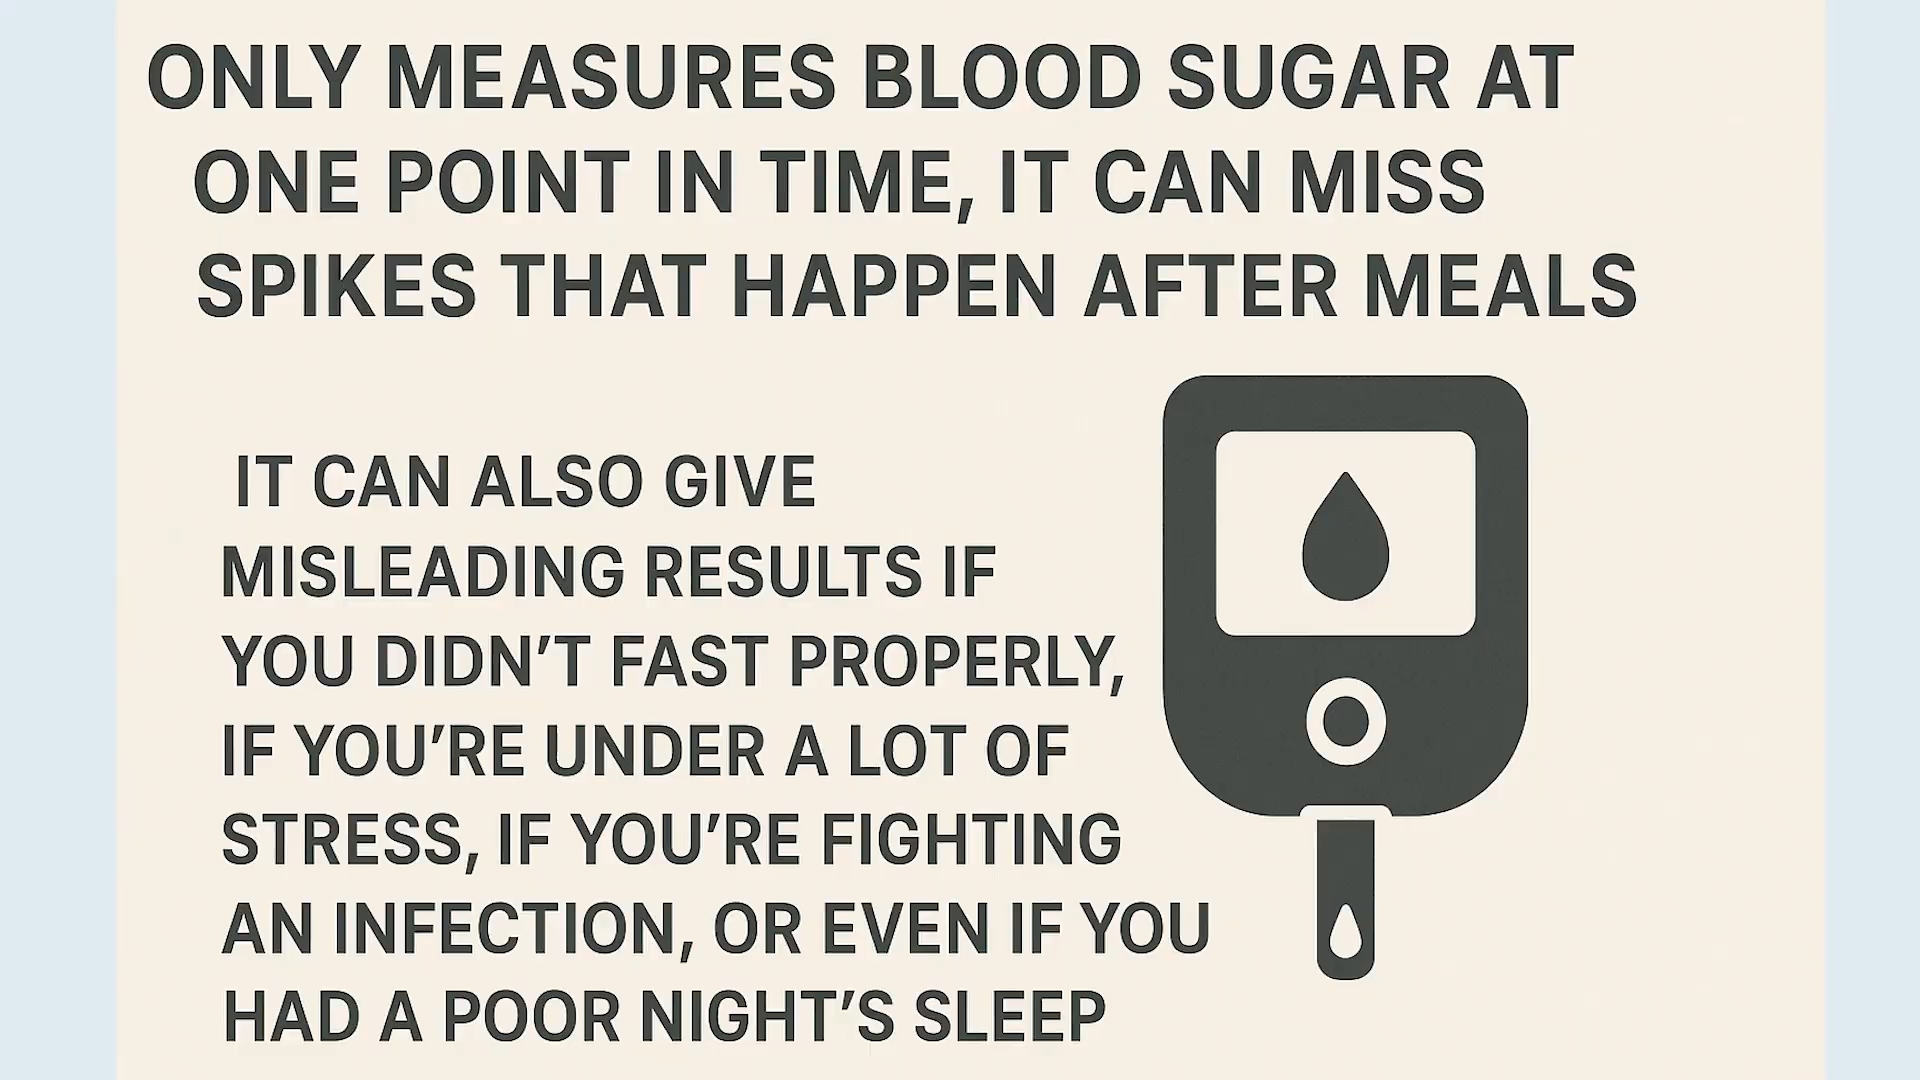 ONLY MEASURES BLOOD SUGAR AT
ONE POINT IN TIME, IT CAN MISS
SPIKES THAT HAPPEN AFTER MEALS
IT CAN ALSO GIVE
MISLEADING RESULTS IF
YOU DIDN’T FAST PROPERLY,
IF YOU’RE UNDER A LOT OF
STRESS, IF YOU’RE FIGHTING
AN INFECTION, OR EVEN IF YOU
HAD A POOR NIGHT’S SLEEP